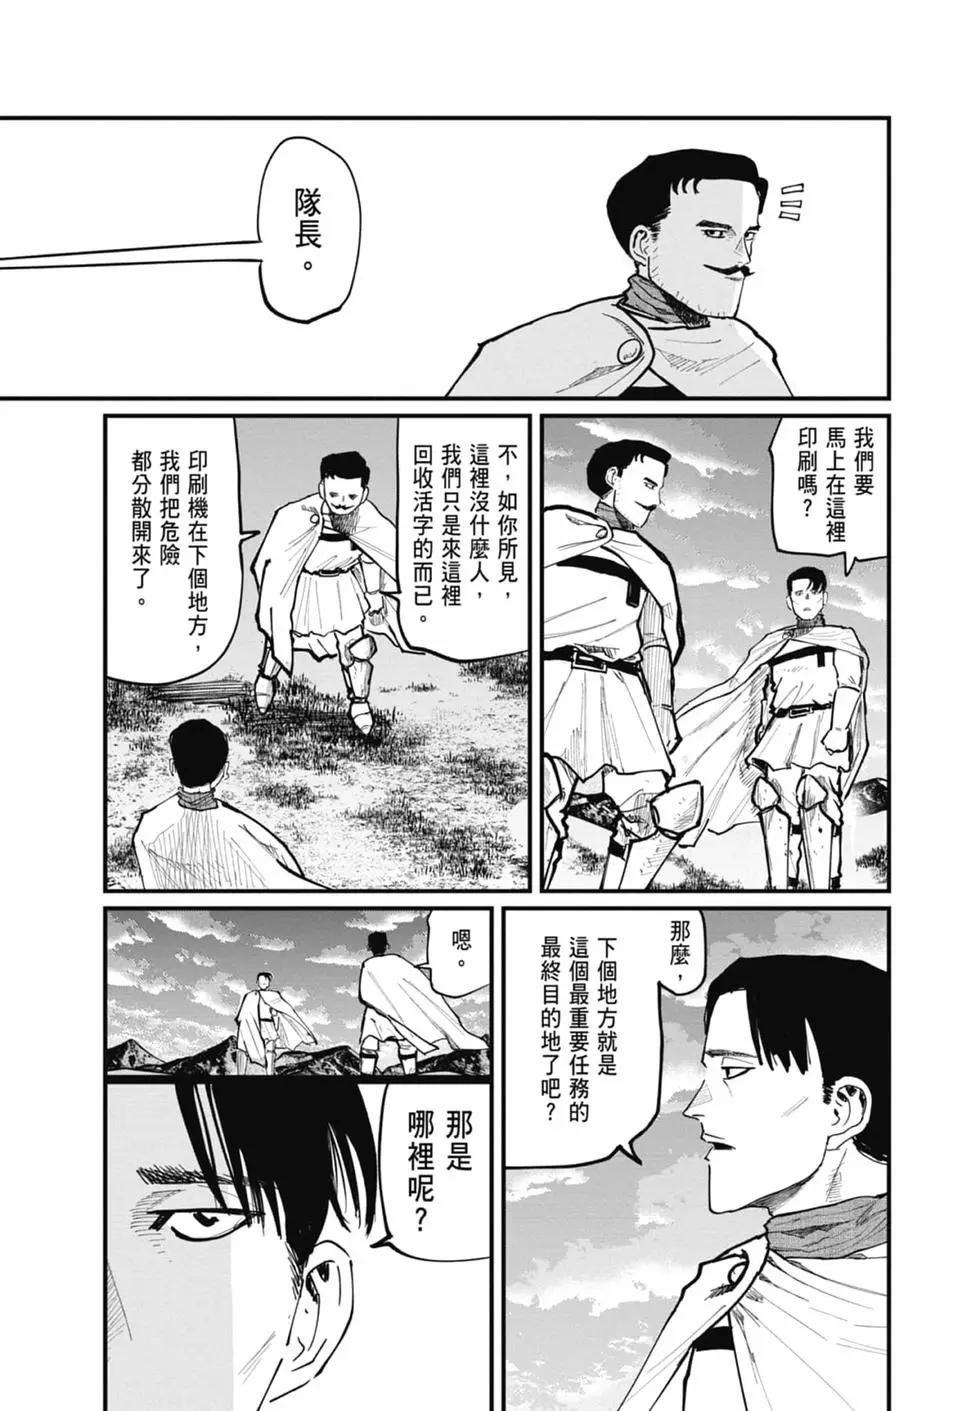 隊長。
我們要
馬上在這裡
印刷嗎？
不，如你所見，
這裡沒什麼人，
我們只是來這裡
回收活字的而已。
印刷機在下個地方，
我們把危險
都分散開來了。
那麼，
下個地方就是
這個最重要任務的
最終目的地了吧？
嗯。
那是
哪裡呢？